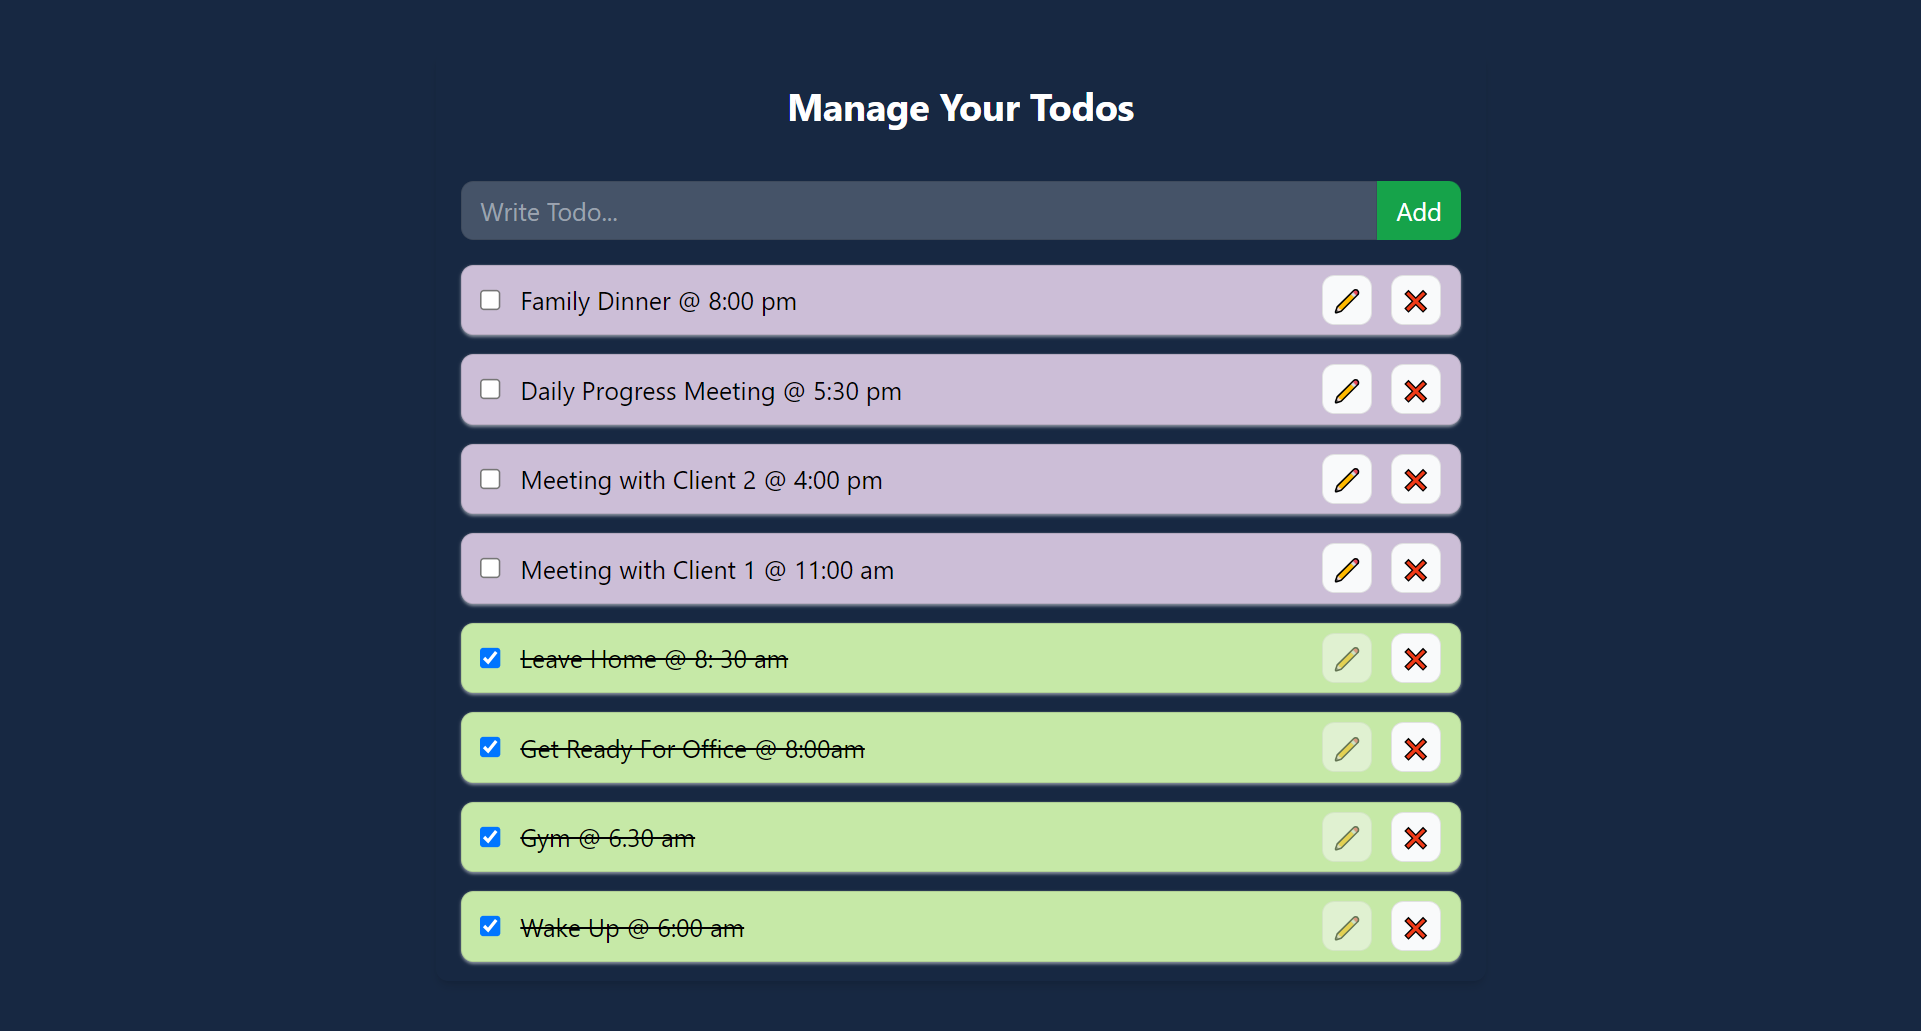 Manage Your Todos
Write Todo...
Add
Family Dinner @ 8:00 pm
Daily Progress Meeting @ 5:30 pm
Meeting with Client 2 @ 4:00 pm
Meeting with Client 1 @ 11:00 am
Leave Home @ 8: 30 am
Get Ready For Office @ 8:00am
Gym @ 6.30 am
Wake Up @ 6:00 am